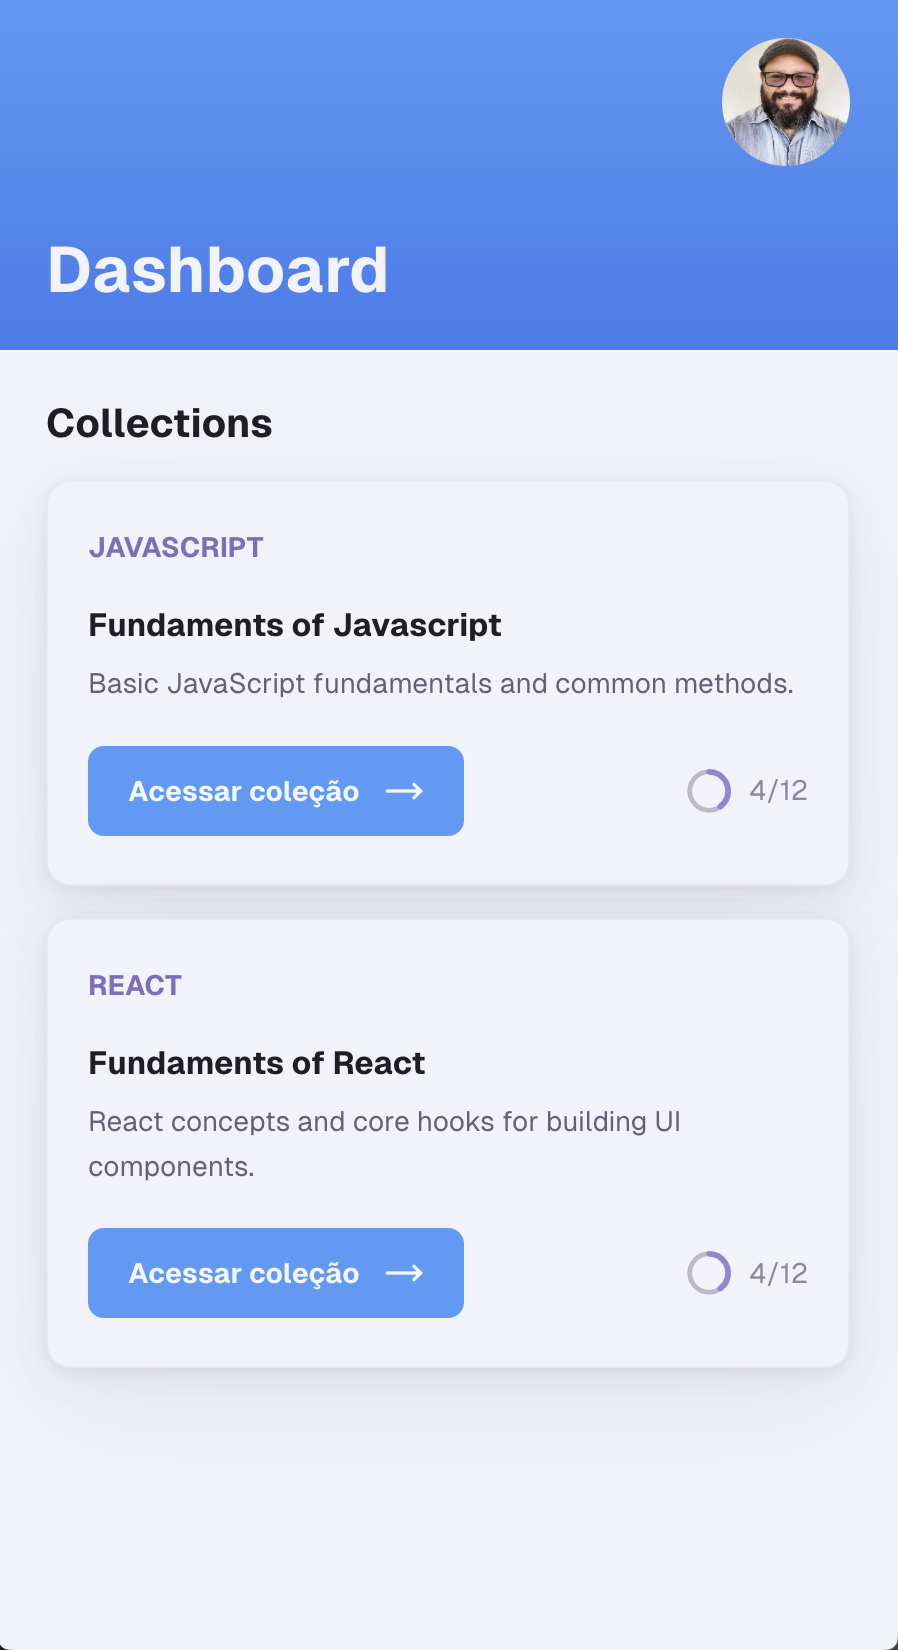 Dashboard
Collections
JAVASCRIPT
Fundaments of Javascript
Basic JavaScript fundamentals and common methods.
Acessar coleção
4/12
REACT
Fundaments of React
React concepts and core hooks for building UI
components.
Acessar coleção
4/12